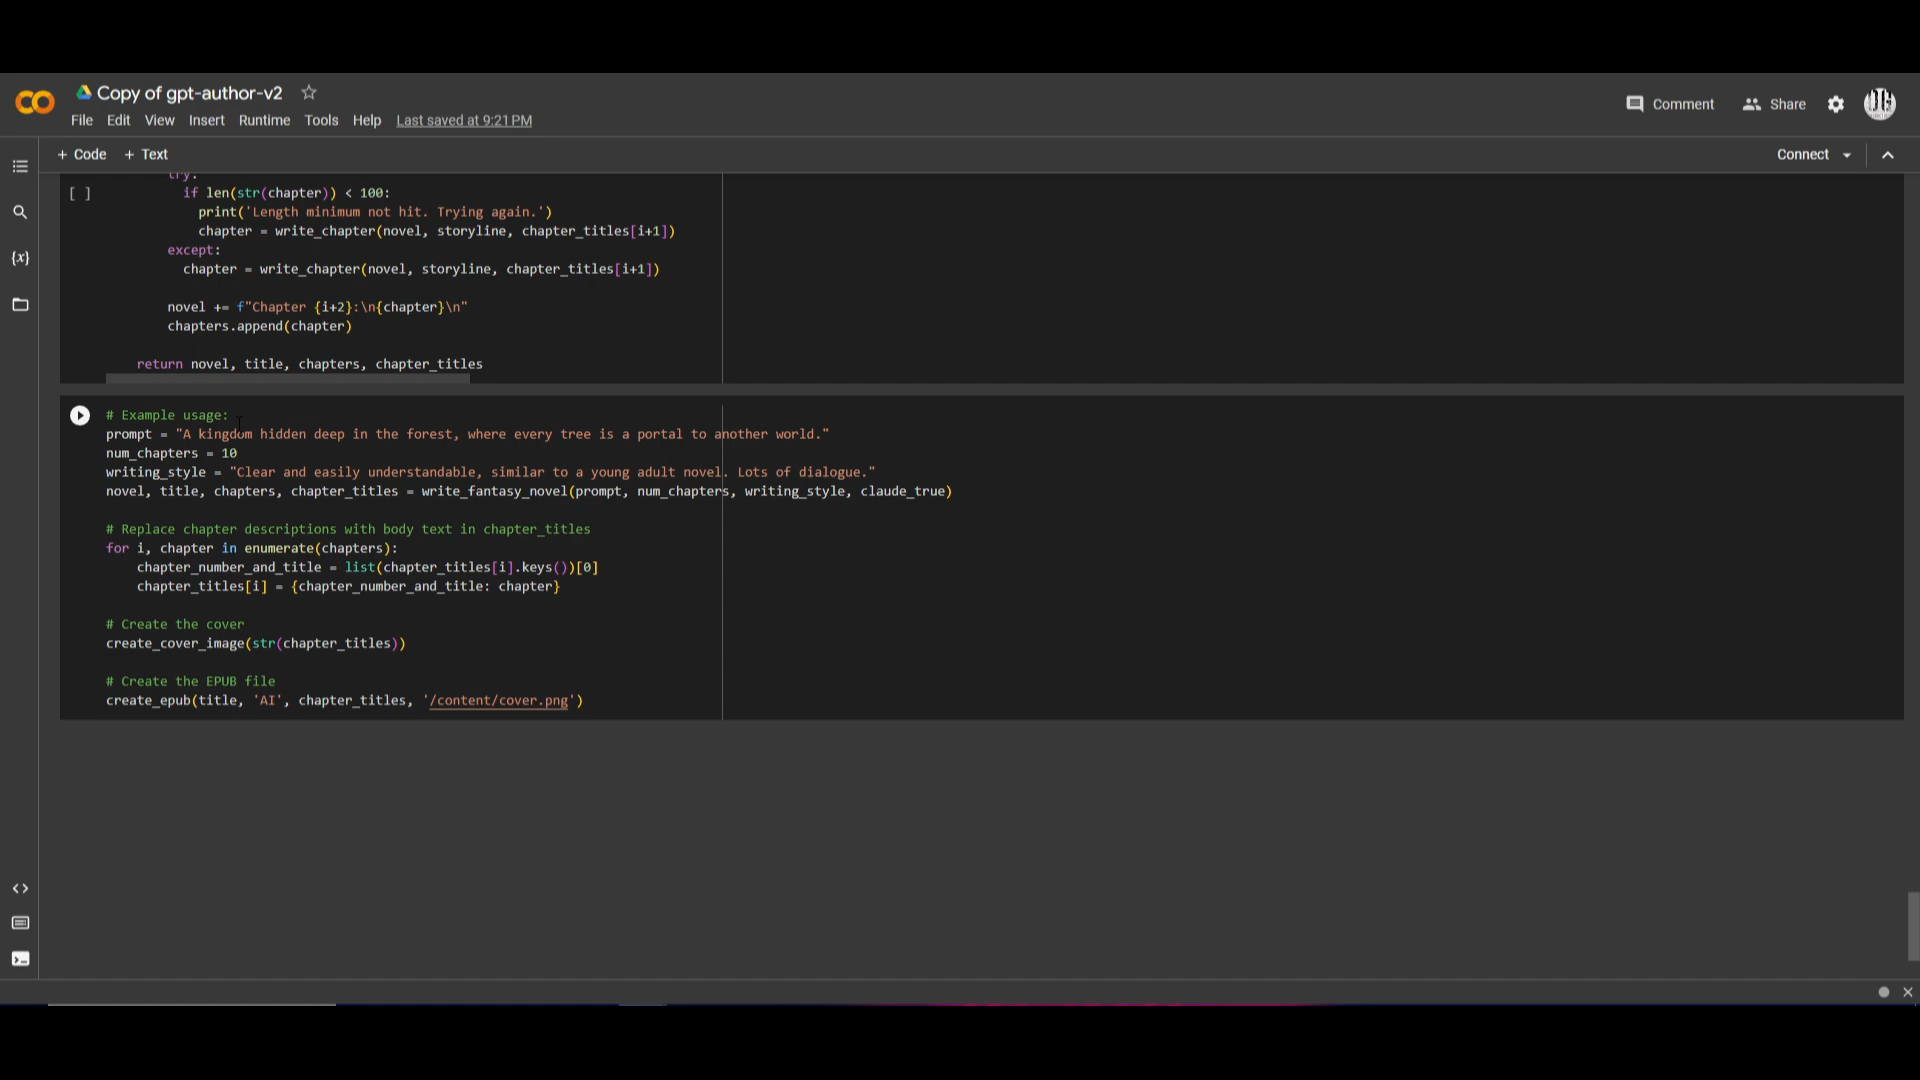 Copy of gpt-author-v2
Comment
Share
File Edit View Insert Runtime Tools Help Last saved at 9:21 PM
+ Code + Text
Connect
try:
[ ] if len(str(chapter)) < 100:
print('Length minimum not hit. Trying again.')
chapter = write_chapter(novel, storyline, chapter_titles[i+1])
except:
chapter = write_chapter(novel, storyline, chapter_titles[i+1])
novel += f"Chapter {i+2}:\n{chapter}\n"
chapters.append(chapter)
return novel, title, chapters, chapter_titles
# Example usage:
prompt = "A kingdom hidden deep in the forest, where every tree is a portal to another world."
num_chapters = 10
writing_style = "Clear and easily understandable, similar to a young adult novel. Lots of dialogue."
novel, title, chapters, chapter_titles = write_fantasy_novel(prompt, num_chapters, writing_style, claude_true)
# Replace chapter descriptions with body text in chapter_titles
for i, chapter in enumerate(chapters):
chapter_number_and_title = list(chapter_titles[i].keys())[0]
chapter_titles[i] = {chapter_number_and_title: chapter}
# Create the cover
create_cover_image(str(chapter_titles))
# Create the EPUB file
create_epub(title, 'AI', chapter_titles, '/content/cover.png')